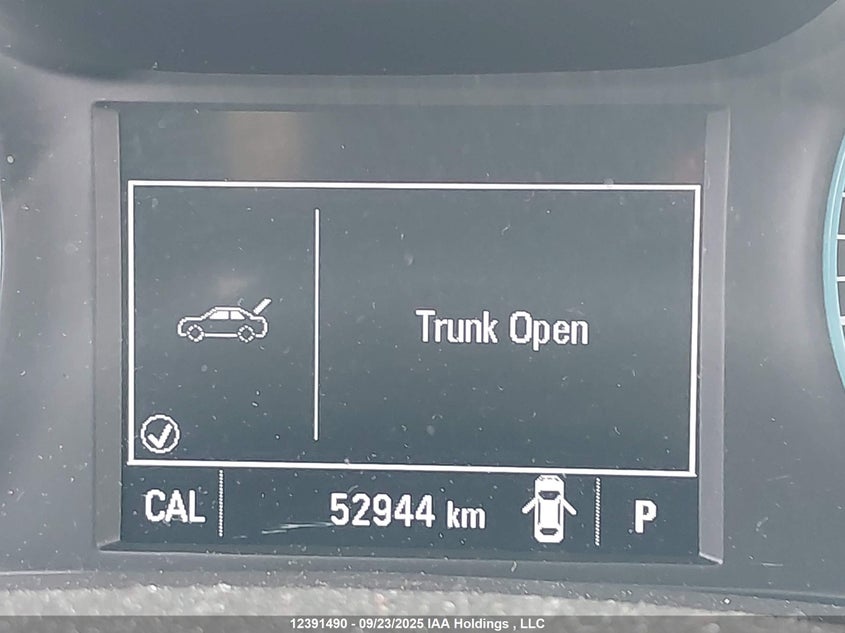 Trunk Open
CAL 52944 km P
12391490 - 09/23/2025 IAA Holdings , LLC